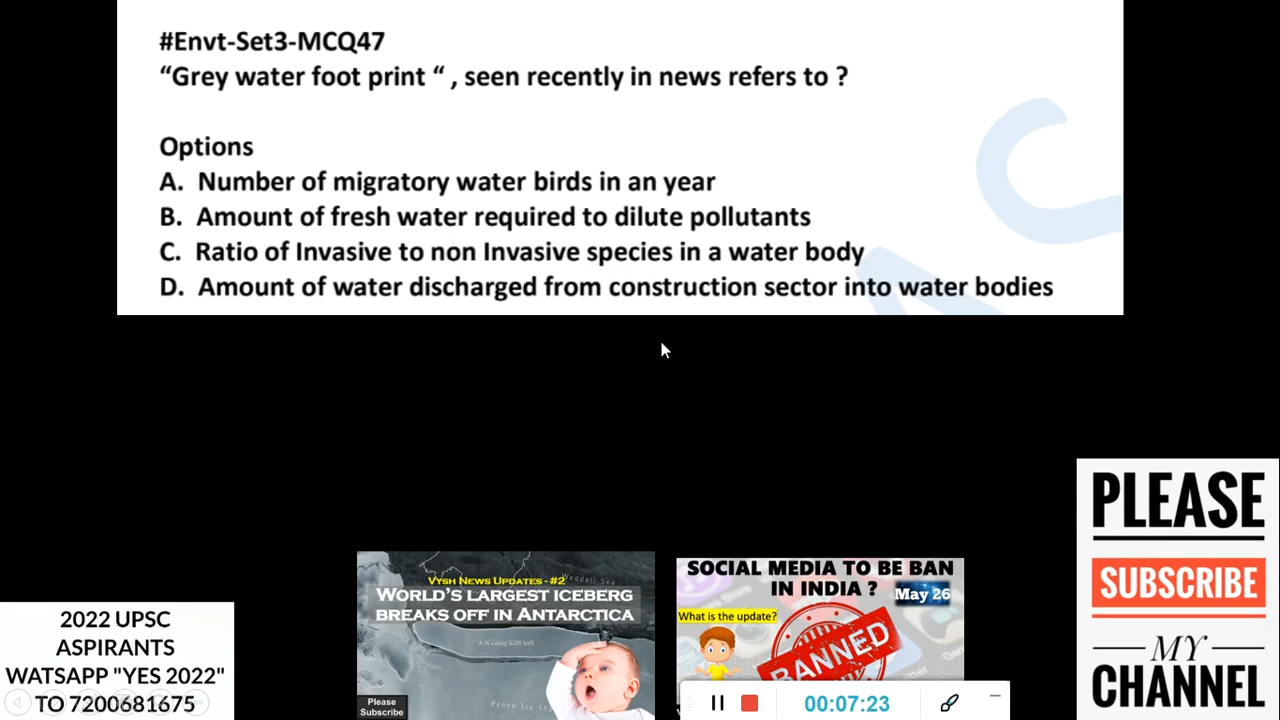 #Envt-Set3-MCQ47
“Grey water foot print “ , seen recently in news refers to ?
Options
A. Number of migratory water birds in an year
B. Amount of fresh water required to dilute pollutants
C. Ratio of Invasive to non Invasive species in a water body
D. Amount of water discharged from construction sector into water bodies
2022 UPSC
ASPIRANTS
WATSAPP "YES 2022"
TO 7200681675
Vysh News Updates - #2
World's largest iceberg
breaks off in Antarctica
Weddell Sea
Please
Subscribe
SOCIAL MEDIA TO BE BAN
IN INDIA ?
May 26
What is the update?
BANNED
00:07:23
PLEASE
SUBSCRIBE
MY
CHANNEL